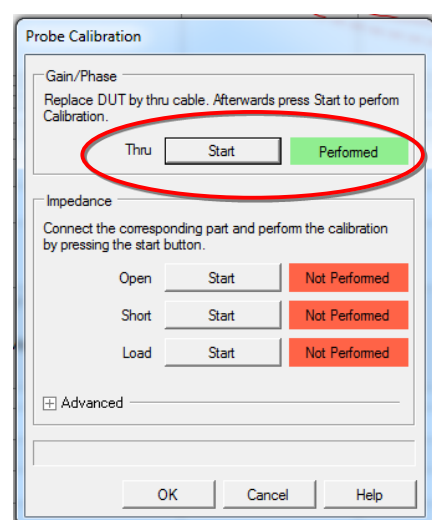 Probe Calibration
Gain/Phase
Replace DUT by thru cable. Afterwards press Start to perfom
Calibration.
Thru Start Performed
Impedance
Connect the corresponding part and perform the calibration
by pressing the start button.
Open Start Not Performed
Short Start Not Performed
Load Start Not Performed
Advanced
OK Cancel Help